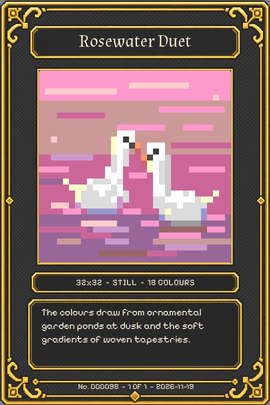 Rosewater Duet
32x32 - STILL - 18 COLOURS
The colours draw from ornamental
garden ponds at dusk and the soft
gradients of woven tapestries.
No. 000098 - 1 OF 1 - 2026-11-19